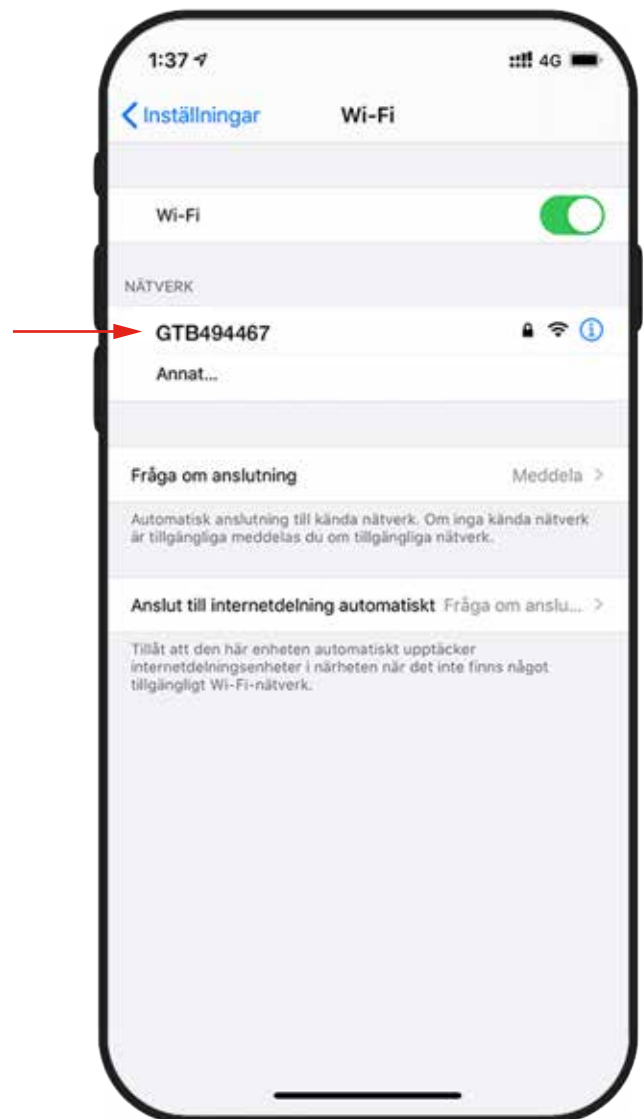 1:37 4G
Inställningar Wi-Fi
Wi-Fi
NÄTVERK
GTB494467
Annat...
Fråga om anslutning Meddela >
Automatisk anslutning till kända nätverk. Om inga kända nätverk
är tillgängliga meddelas du om tillgängliga nätverk.
Anslut till internetdelning automatiskt Fråga om anslu... >
Tillåt att den här enheten automatiskt upptäcker
internetdelningsenheter i närheten när det inte finns något
tillgängligt Wi-Fi-nätverk.